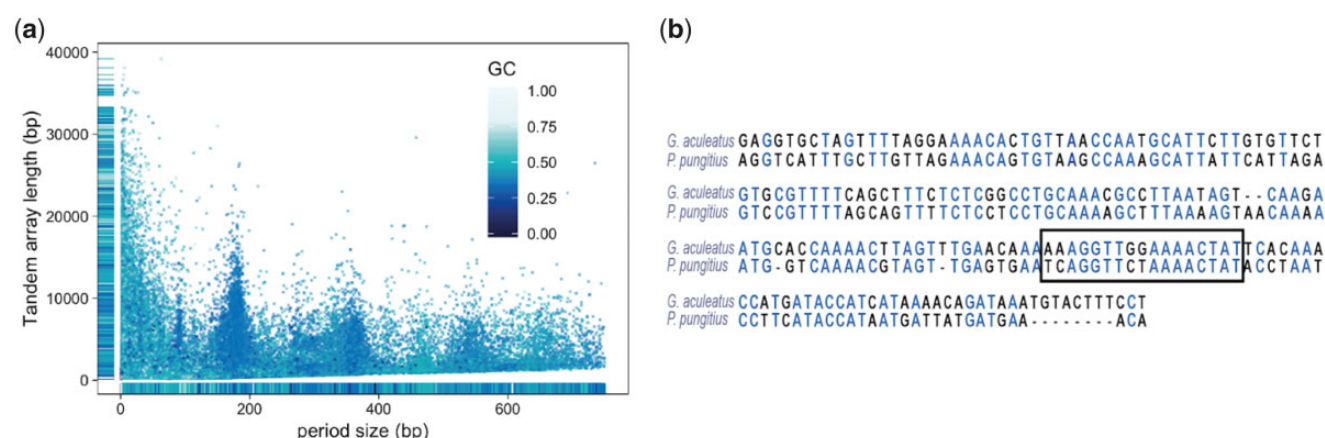 (a)
40000
30000
20000
10000
0
Tandem array length (bp)
GC
1.00
0.75
0.50
0.25
0.00
0 200 400 600
period size (bp)
(b)
G. aculeatus GAGGTGCTAGTTTTAGGAAAACACTGTTAACCAATGCATTCTTGTGTTCT
P. pungitius AGGTCATTTGCTTGTTAGAAACAGTGTAAGCCAAAGCATTATTCATTAGA
G. aculeatus GTGCGTTTTCAGCTTTCTCTCGGCCTGCAAACGCCTTAATAGT--CAAGA
P. pungitius GTCCGTTTTAGCAGTTTTCTCCTCCTGCAAAAGCTTTAAAAGTAACAAAA
G. aculeatus ATGCACCAAAACTTAGTTTGAACAAAAAAGGTTGGAAAACTATTCACAAA
P. pungitius ATG-GTCAAAACGTAGT-TGAGTGAATCAGGTTCTAAAACTATACCTAAT
G. aculeatus CCATGATACCATCATAAAACAGATAAATGTACTTTCCT
P. pungitius CCTTCATACCATAATGATTATGATGAA--------ACA